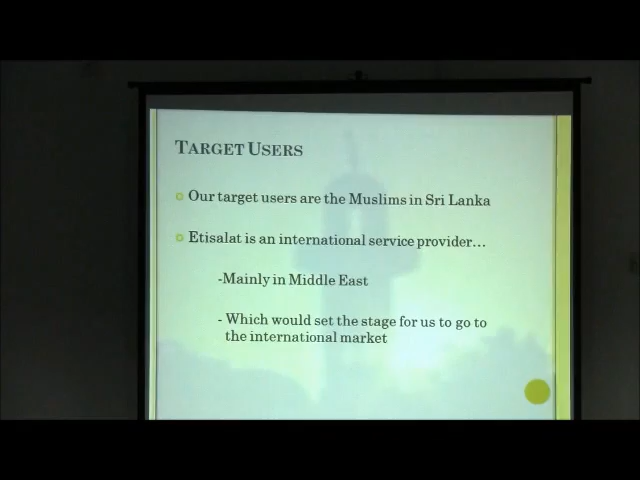 TARGET USERS
Our target users are the Muslims in Sri Lanka
Etisalat is an international service provider…
-Mainly in Middle East
- Which would set the stage for us to go to
the international market